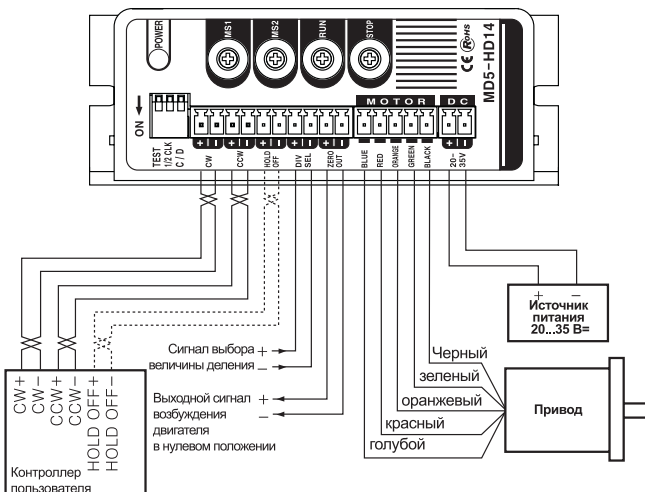 POWER
MS1
MS2
RUN
STOP
CE RoHS
MD5-HD14
ON
MOTOR
DC
+ − + − + − + − + −
+ −
TEST
1/2 CLK
C / D
CW
CCW
HOLD
OFF
DIV
SEL
ZERO
OUT
BLUE
RED
ORANGE
GREEN
BLACK
20-
35V
+ −
Источник
питания
20...35 В=
Сигнал выбора +
величины деления −
Выходной сигнал +
возбуждения −
двигателя
в нулевом положении
Черный
зеленый
оранжевый
красный
голубой
Привод
CW+
CW−
CCW+
CCW−
HOLD OFF+
HOLD OFF−
Контроллер
пользователя